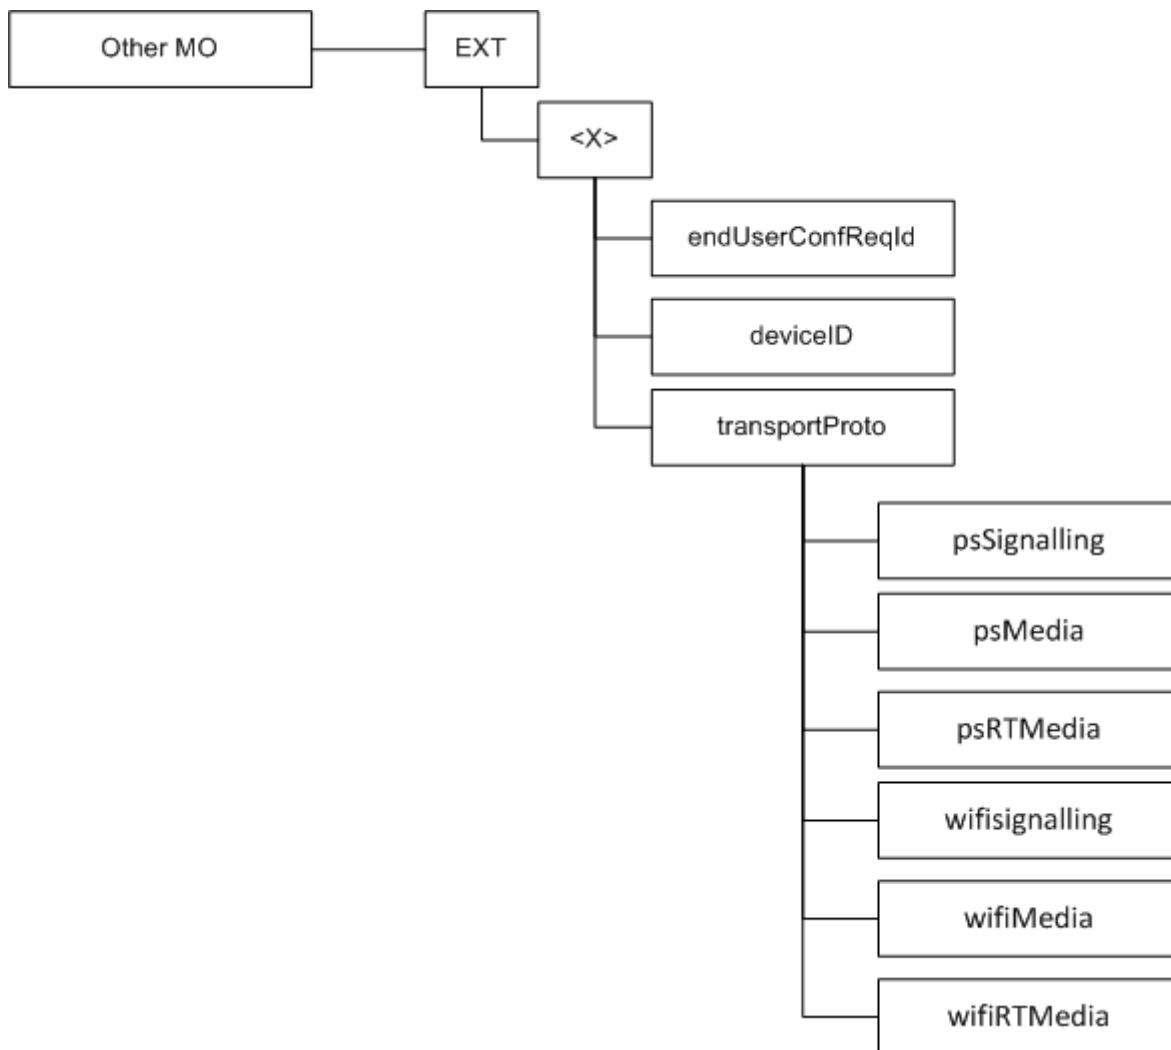 Other MO
EXT
<X>
endUserConfReqId
deviceID
transportProto
psSignalling
psMedia
psRTMedia
wifisignalling
wifiMedia
wifiRTMedia